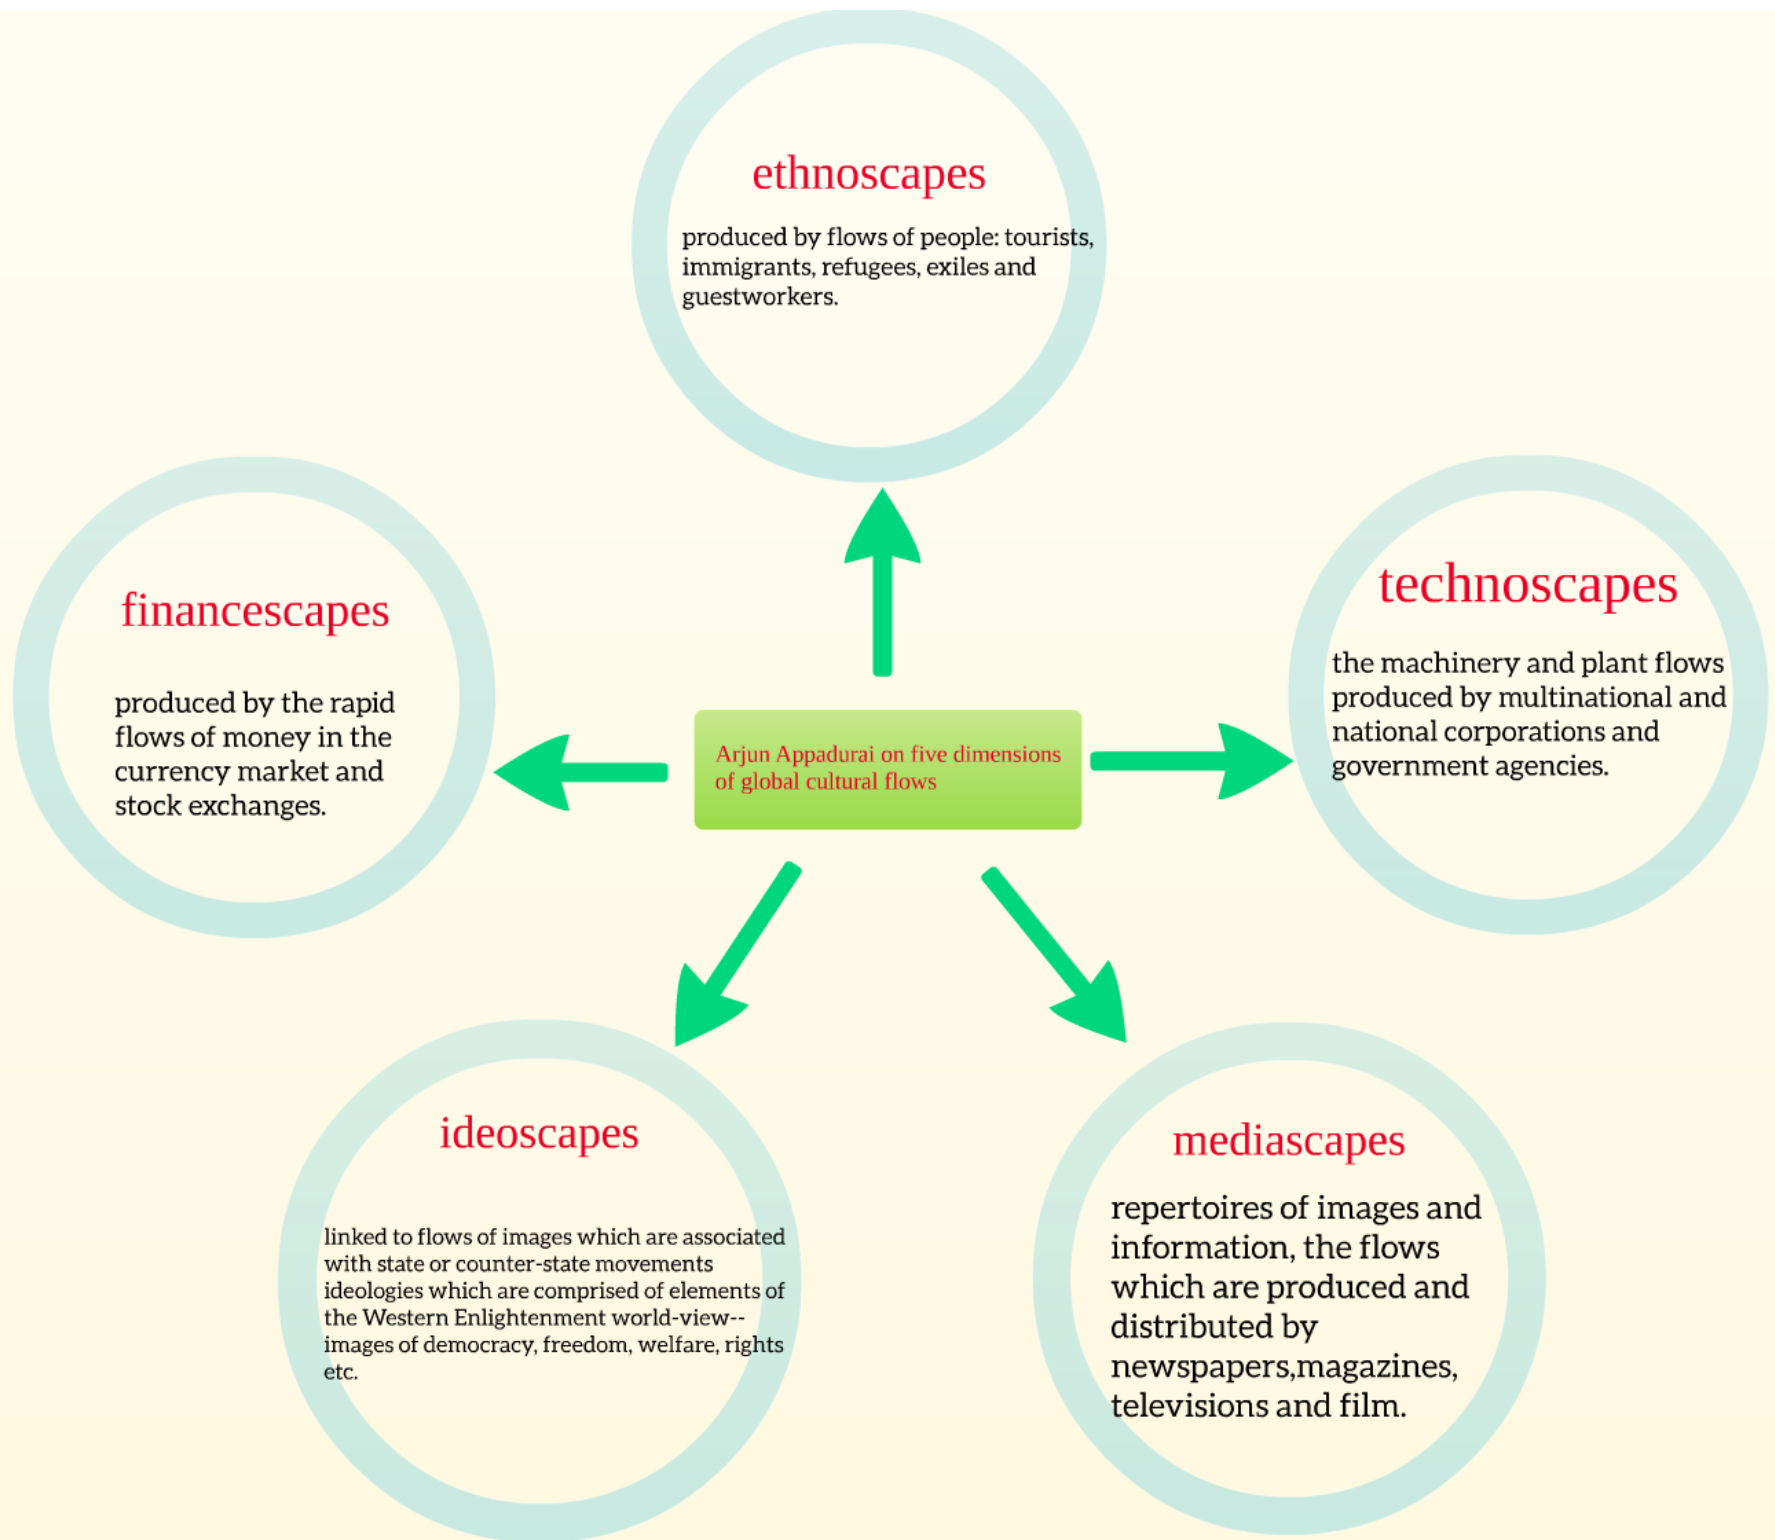 ethnoscapes
produced by flows of people: tourists,
immigrants, refugees, exiles and
guestworkers.
financescapes
produced by the rapid
flows of money in the
currency market and
stock exchanges.
technoscapes
the machinery and plant flows
produced by multinational and
national corporations and
government agencies.
Arjun Appadurai on five dimensions
of global cultural flows
ideoscapes
linked to flows of images which are associated
with state or counter-state movements
ideologies which are comprised of elements of
the Western Enlightenment world-view--
images of democracy, freedom, welfare, rights
etc.
mediascapes
repertoires of images and
information, the flows
which are produced and
distributed by
newspapers,magazines,
televisions and film.